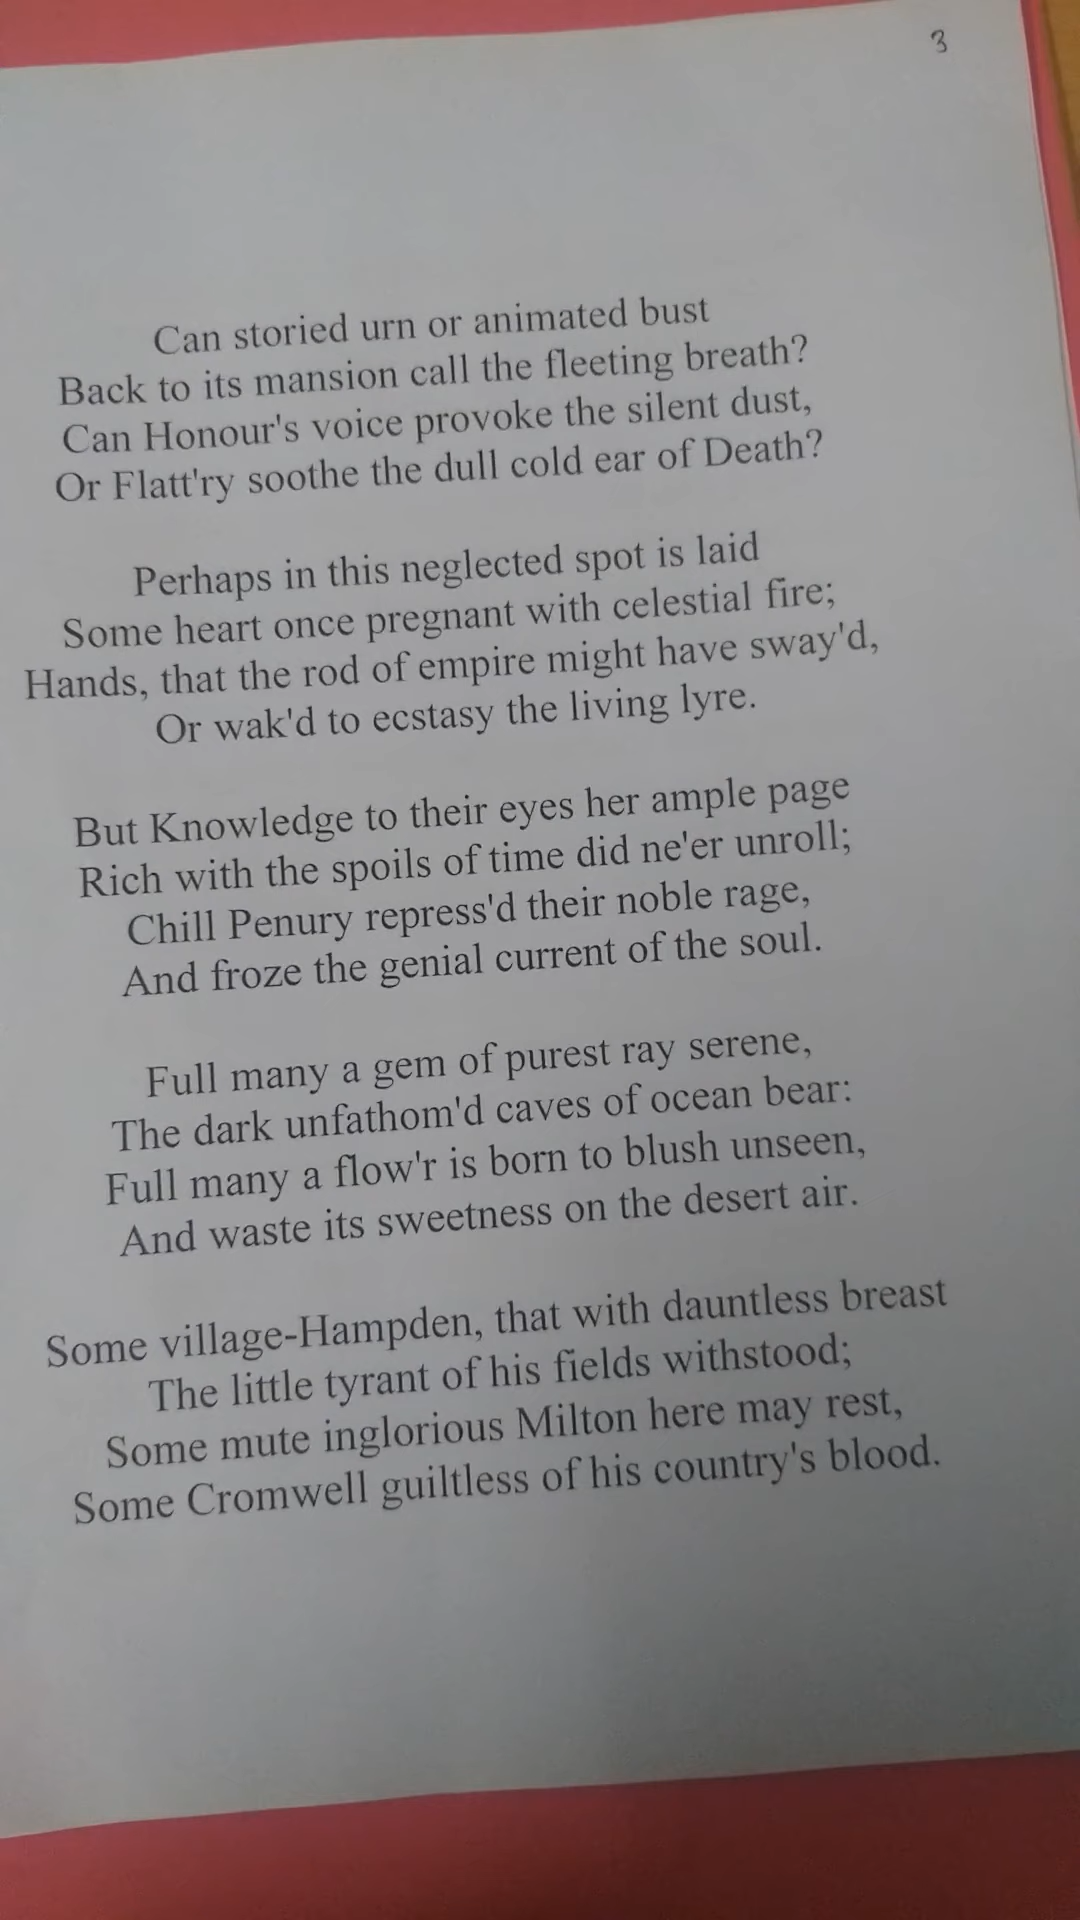 3
Can storied urn or animated bust
Back to its mansion call the fleeting breath?
Can Honour's voice provoke the silent dust,
Or Flatt'ry soothe the dull cold ear of Death?
Perhaps in this neglected spot is laid
Some heart once pregnant with celestial fire;
Hands, that the rod of empire might have sway'd,
Or wak'd to ecstasy the living lyre.
But Knowledge to their eyes her ample page
Rich with the spoils of time did ne'er unroll;
Chill Penury repress'd their noble rage,
And froze the genial current of the soul.
Full many a gem of purest ray serene,
The dark unfathom'd caves of ocean bear:
Full many a flow'r is born to blush unseen,
And waste its sweetness on the desert air.
Some village-Hampden, that with dauntless breast
The little tyrant of his fields withstood;
Some mute inglorious Milton here may rest,
Some Cromwell guiltless of his country's blood.